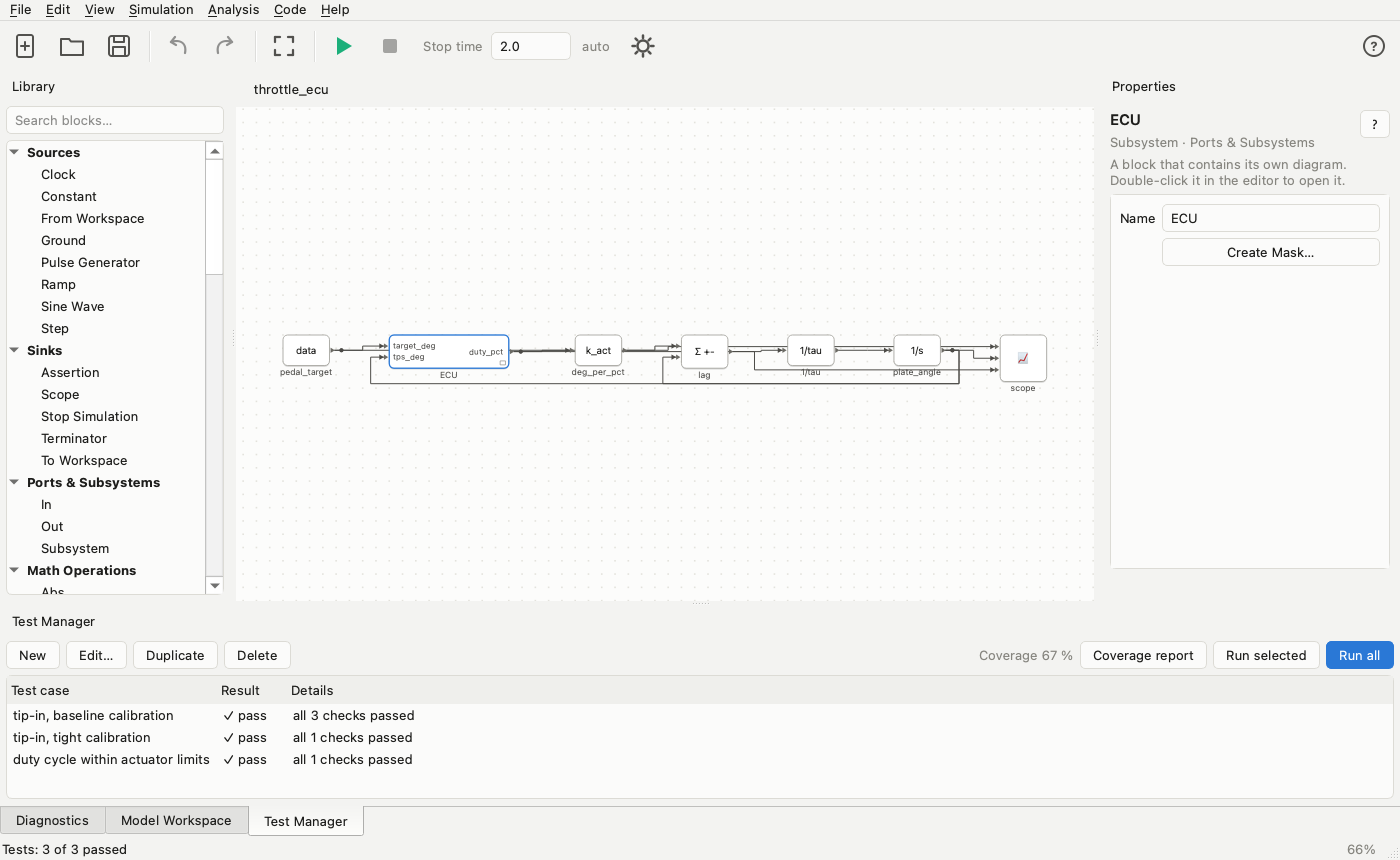 File Edit View Simulation Analysis Code Help
Stop time 2.0 auto
Library
throttle_ecu
Properties
Search blocks...
ECU
?
Subsystem · Ports & Subsystems
A block that contains its own diagram.
Double-click it in the editor to open it.
Name ECU
Create Mask...
Sources
Clock
Constant
From Workspace
Ground
Pulse Generator
Ramp
Sine Wave
Step
Sinks
Assertion
Scope
Stop Simulation
Terminator
To Workspace
Ports & Subsystems
In
Out
Subsystem
Math Operations
Abs
data
pedal_target
target_deg
tps_deg
duty_pct
ECU
k_act
deg_per_pct
Σ +-
lag
1/tau
1/tau
1/s
plate_angle
scope
Test Manager
New Edit... Duplicate Delete
Coverage 67 % Coverage report Run selected Run all
Test case Result Details
tip-in, baseline calibration ✓ pass all 3 checks passed
tip-in, tight calibration ✓ pass all 1 checks passed
duty cycle within actuator limits ✓ pass all 1 checks passed
Diagnostics Model Workspace Test Manager
Tests: 3 of 3 passed
66%